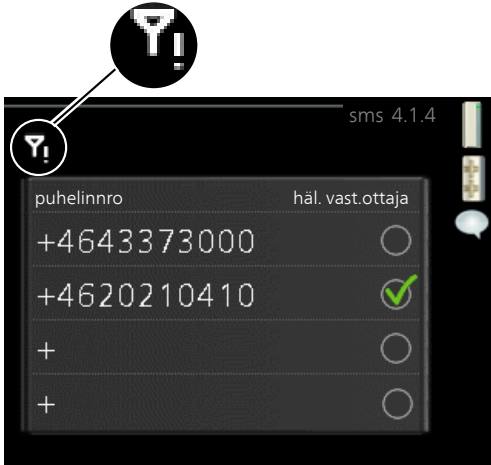 sms 4.1.4
puhelinnro häl. vast.ottaja
+4643373000
+4620210410
+
+